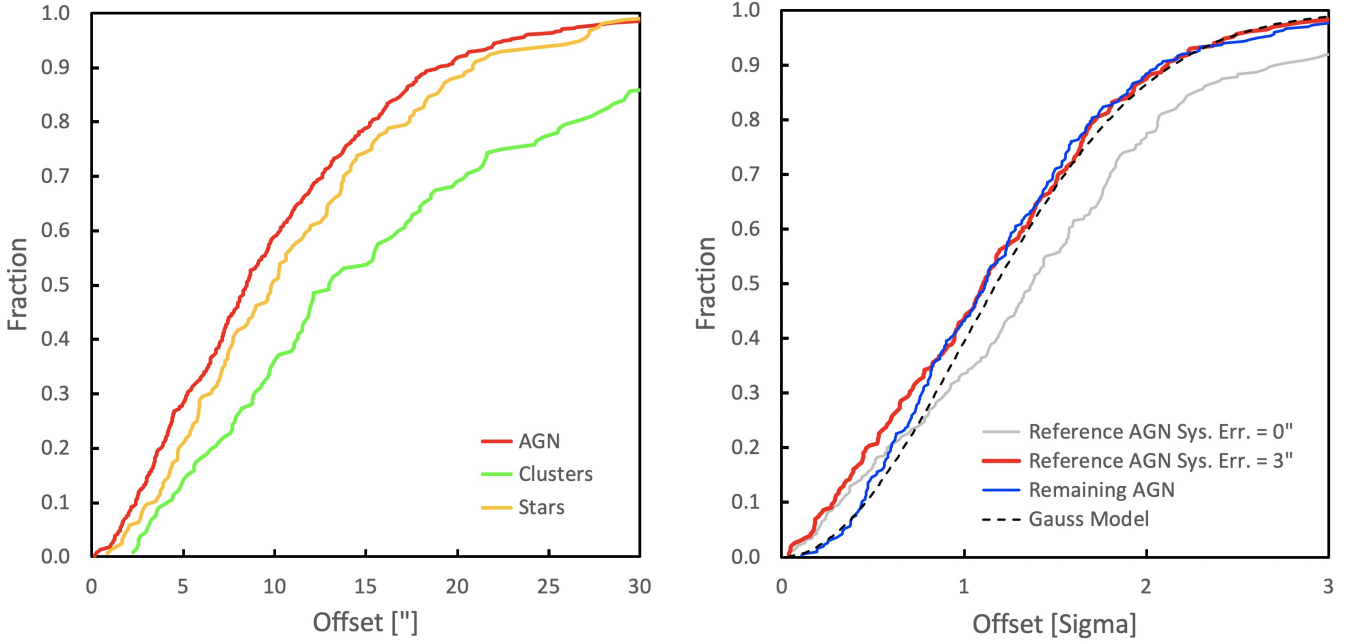 1.0
0.9
0.8
0.7
0.6
0.5
0.4
0.3
0.2
0.1
0.0
Fraction
0 5 10 15 20 25 30
Offset ["]
AGN
Clusters
Stars
1.0
0.9
0.8
0.7
0.6
0.5
0.4
0.3
0.2
0.1
0.0
Fraction
0 1 2 3
Offset [Sigma]
Reference AGN Sys. Err. = 0"
Reference AGN Sys. Err. = 3"
Remaining AGN
Gauss Model